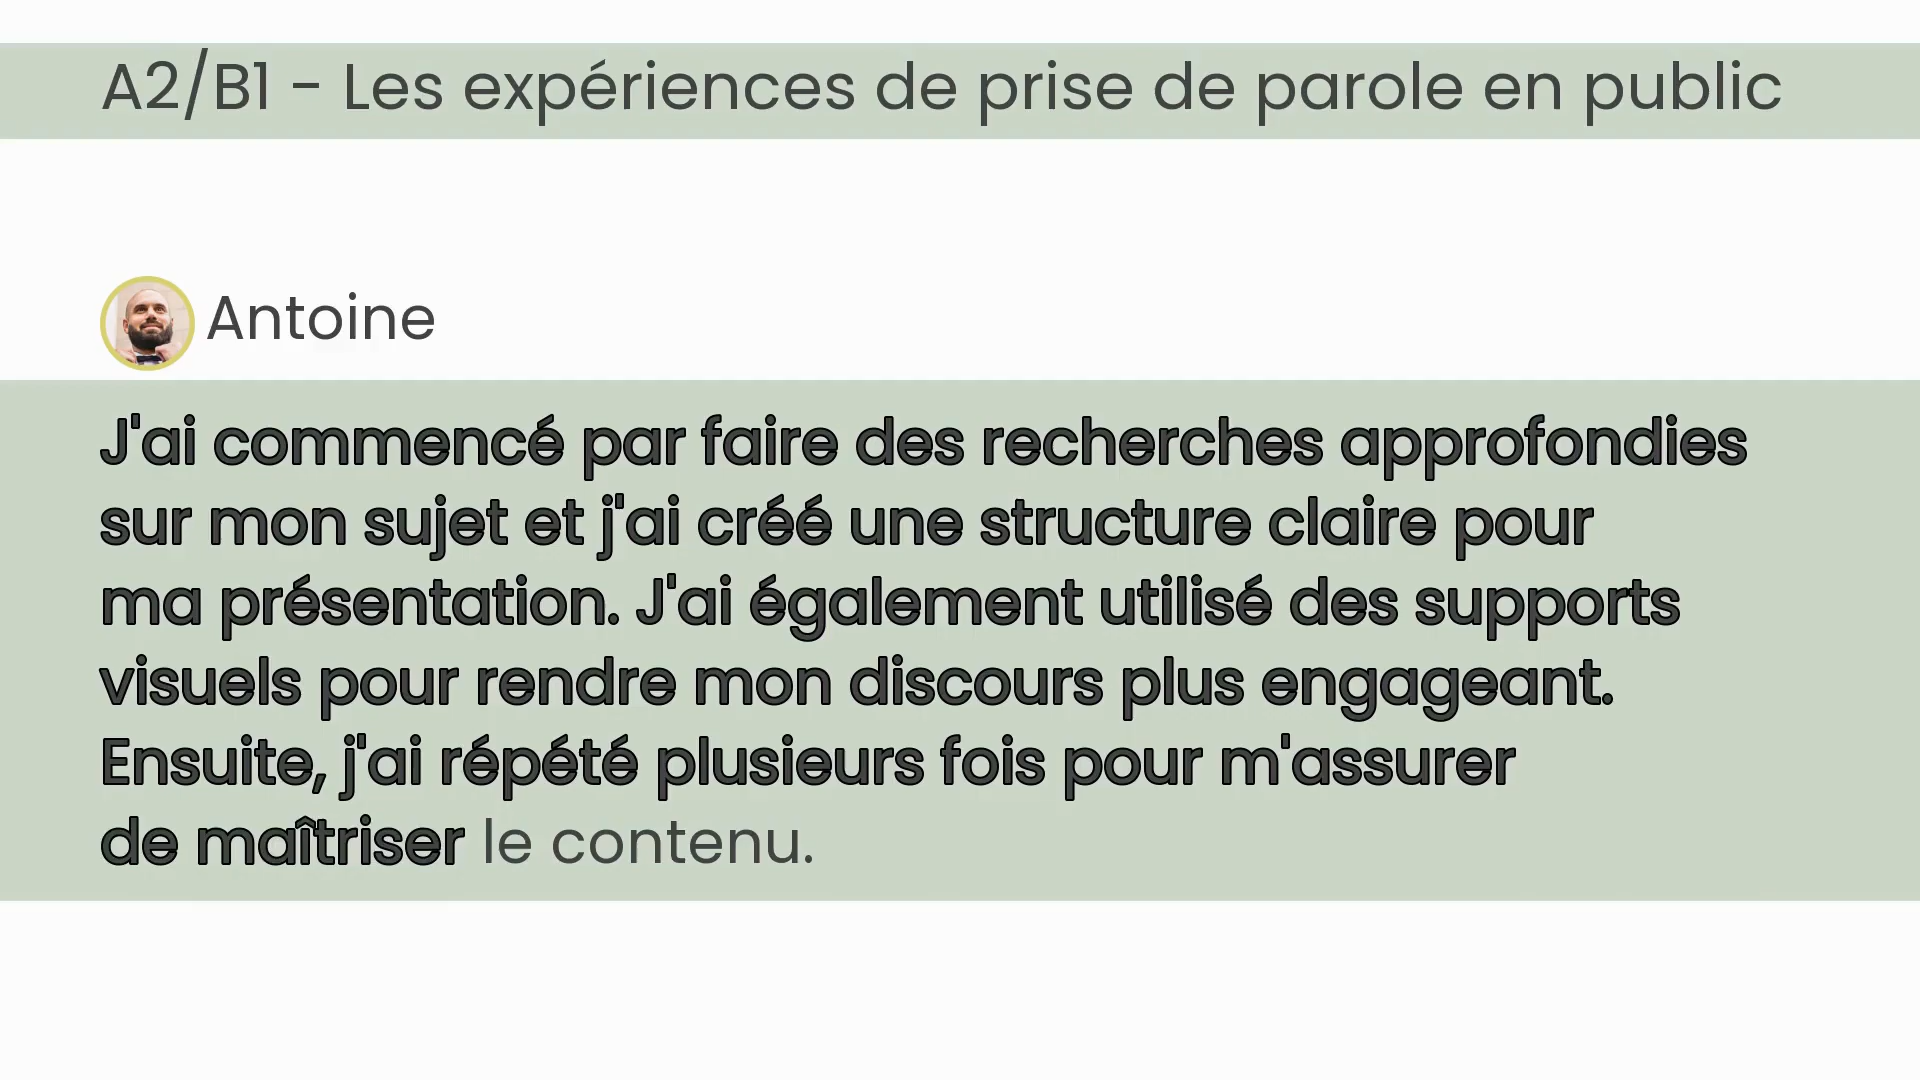 A2/B1 - Les expériences de prise de parole en public
Antoine
J'ai commencé par faire des recherches approfondies
sur mon sujet et j'ai créé une structure claire pour
ma présentation. J'ai également utilisé des supports
visuels pour rendre mon discours plus engageant.
Ensuite, j'ai répété plusieurs fois pour m'assurer
de maîtriser le contenu.